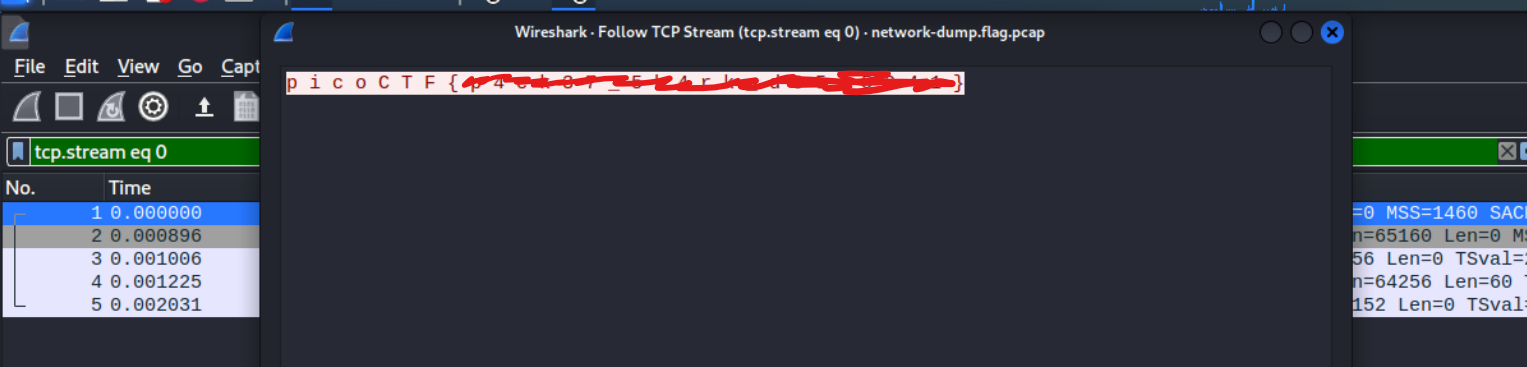 Wireshark · Follow TCP Stream (tcp.stream eq 0) · network-dump.flag.pcap
File Edit View Go Capt
p i c o C T F { }
tcp.stream eq 0
No. Time
1 0.000000 =0 MSS=1460 SAC
2 0.000896 n=65160 Len=0 M
3 0.001006 56 Len=0 TSval=
4 0.001225 n=64256 Len=60
5 0.002031 152 Len=0 TSval=